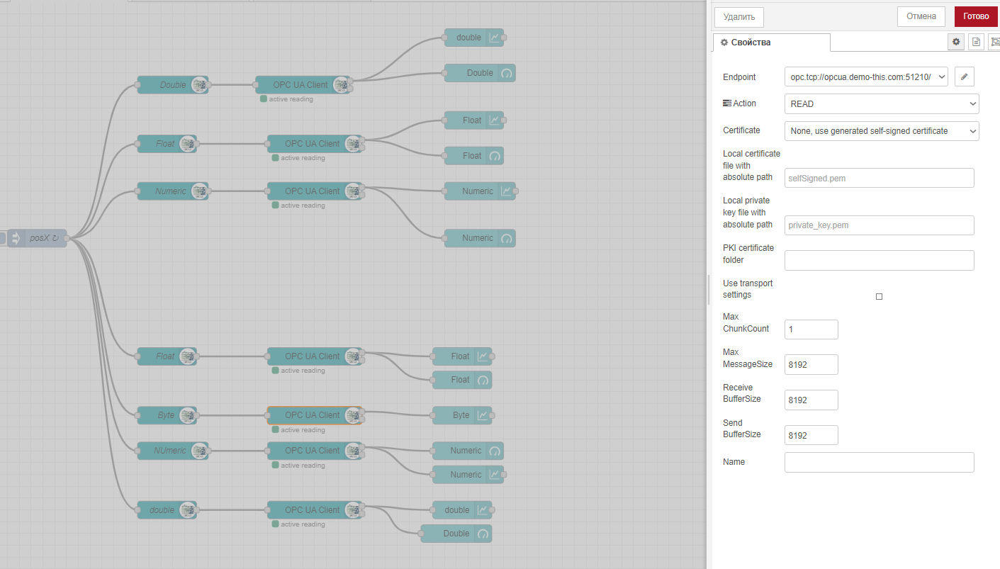 Удалить
Отмена
Готово
Свойства
Endpoint
opc.tcp://opcua.demo-this.com:51210/
Action
READ
Certificate
None, use generated self-signed certificate
Local certificate
file with
absolute path
selfSigned.pem
Local private
key file with
absolute path
private_key.pem
PKI certificate
folder
Use transport
settings
Max
ChunkCount
1
Max
MessageSize
8192
Receive
BufferSize
8192
Send
BufferSize
8192
Name
posX ↻
Double
OPC UA Client
active reading
double
Double
Float
OPC UA Client
active reading
Float
Float
Numeric
OPC UA Client
active reading
Numeric
Numeric
Float
OPC UA Client
active reading
Float
Float
Byte
OPC UA Client
active reading
Byte
NUmeric
OPC UA Client
active reading
Numeric
Numeric
double
OPC UA Client
active reading
double
Double